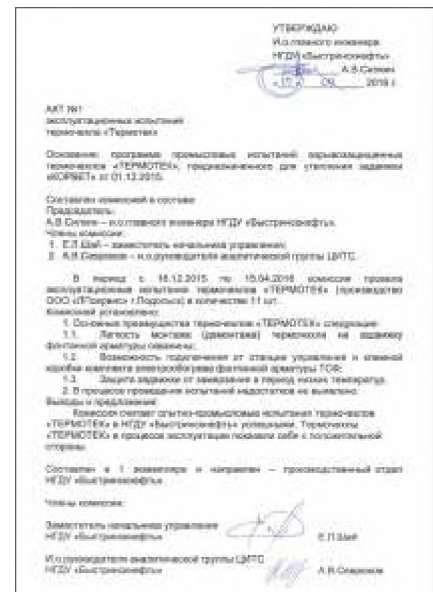 УТВЕРЖДАЮ
И.о.главного инженера
НГДУ «Быстринскнефть»
А.В.Силкин
2016 г.
АКТ №1
эксплуатационных испытаний
термочехла «Термотек»
Основание: программа промысловых испытаний взрывозащищенных
термочехлов «ТЕРМОТЕК», предназначенного для утепления задвижки
«КОРВЕТ» от 01.12.2015.
Составлен комиссией в составе:
Председатель:
А.В.Силкин – и.о.главного инженера НГДУ «Быстринскнефть».
Члены комиссии:
1. Е.П.Шай – заместитель начальника управления;
2. А.В. – и.о.руководителя аналитической группы ЦИТС.
В период с 18.12.2015 по 15.04.2016 комиссия провела
эксплуатационные испытания термочехлов «ТЕРМОТЕК» (производство
ООО г.Подольск) в количестве 11 шт.
Комиссией установлено:
1. Основные преимущества термочехлов «ТЕРМОТЕК» следующие:
1.1. Легкость монтажа (демонтажа) термочехла на задвижку
фонтанной арматуры скважины;
1.2. Возможность подключения от станции управления и клеммной
коробки комплекта электрообогрева фонтанной арматуры ТСФ;
1.3. Защита задвижки от замерзания в период низких температур.
2. В процессе проведения испытаний недостатков не выявлено.
Выводы и предложения:
Комиссия считает опытно-промысловые испытания термочехлов
«ТЕРМОТЕК» в НГДУ «Быстринскнефть» успешными. Термочехлы
«ТЕРМОТЕК» в процессе эксплуатации показали себя с положительной
стороны.
Составлен в 1 экземпляре и направлен – производственный отдел
НГДУ «Быстринскнефть».
Члены комиссии:
Заместитель начальника управления
НГДУ «Быстринскнефть»
Е.П.Шай
И.о.руководителя аналитической группы ЦИТС
НГДУ «Быстринскнефть»
А.В.